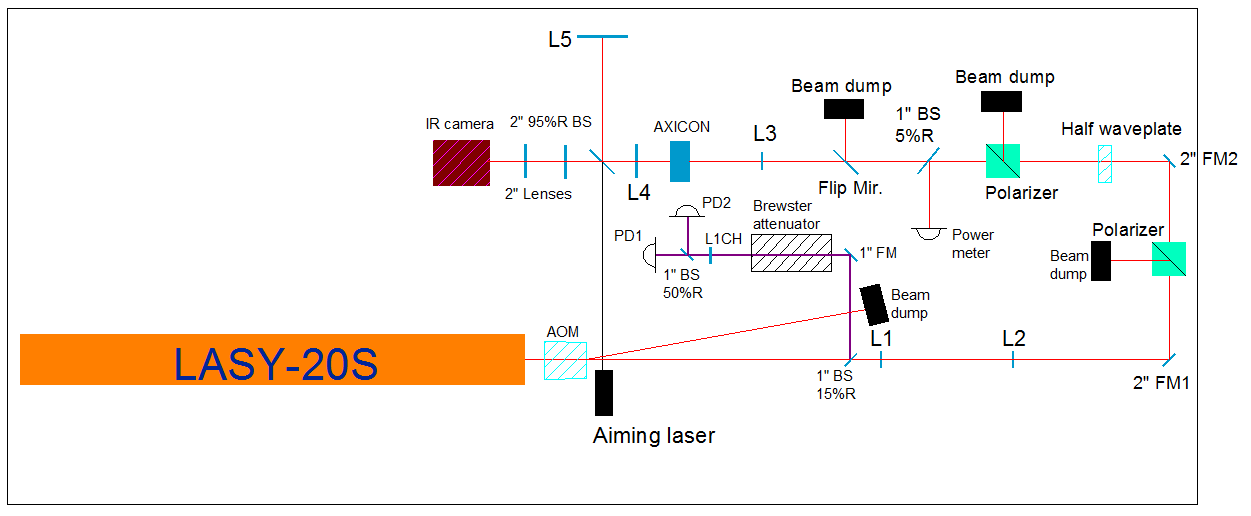 L5
Beam dump
Beam dump
IR camera
2" 95%R BS
AXICON
L3
1" BS
5%R
Half waveplate
2" FM2
2" Lenses
L4
Flip Mir.
Polarizer
PD2
Brewster
attenuator
PD1
L1CH
1" FM
Power
meter
Polarizer
Beam
dump
1" BS
50%R
Beam
dump
AOM
L1
L2
LASY-20S
1" BS
15%R
2" FM1
Aiming laser